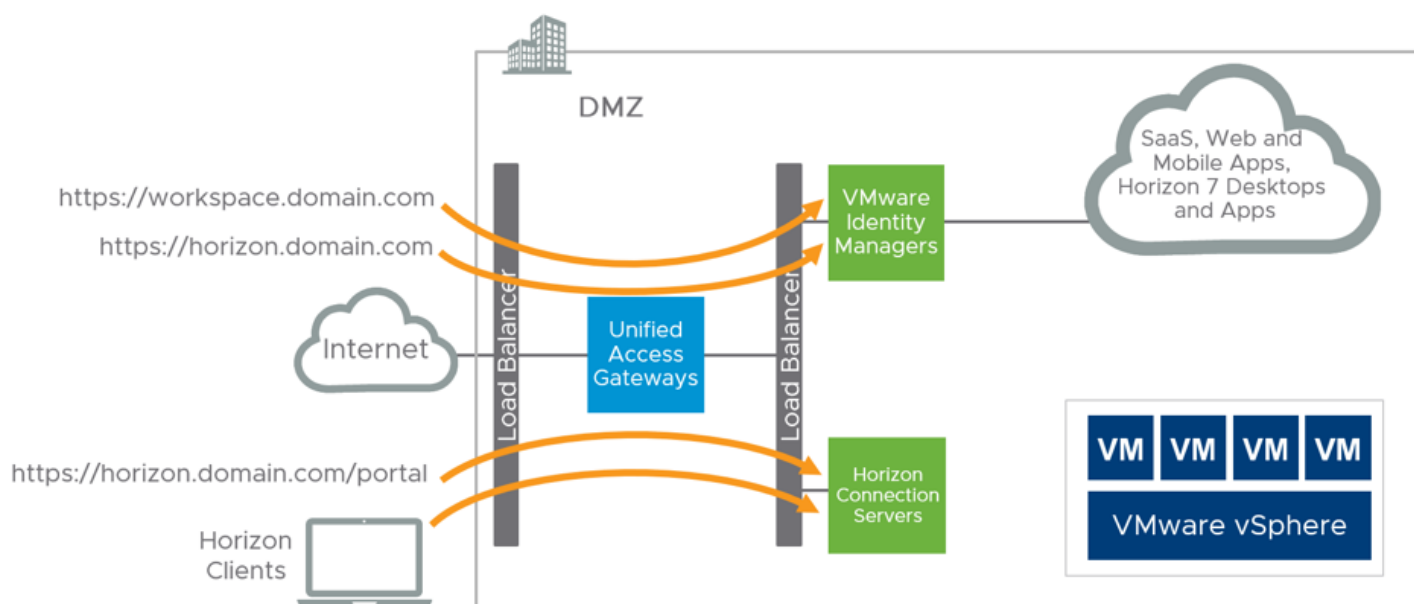 DMZ
SaaS, Web and
Mobile Apps,
Horizon 7 Desktops
and Apps
https://workspace.domain.com
https://horizon.domain.com
Load Balancer
Load Balancer
VMware
Identity
Managers
Internet
Unified
Access
Gateways
https://horizon.domain.com/portal
Horizon
Clients
Horizon
Connection
Servers
VM
VM
VM
VM
VMware vSphere